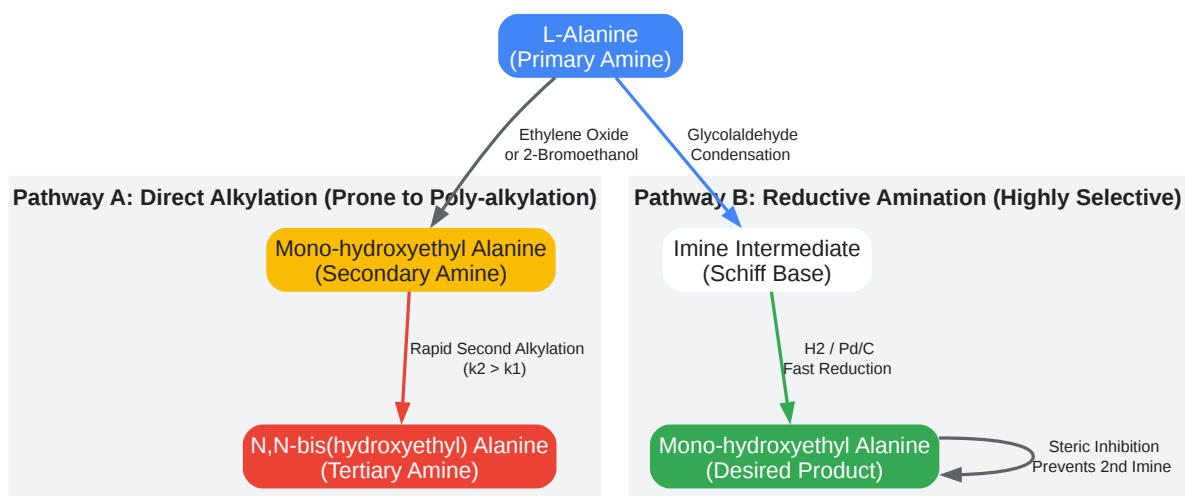 L-Alanine
(Primary Amine)
Ethylene Oxide
or 2-Bromoethanol
Glycolaldehyde
Condensation
Pathway A: Direct Alkylation (Prone to Poly-alkylation)
Pathway B: Reductive Amination (Highly Selective)
Mono-hydroxyethyl Alanine
(Secondary Amine)
Imine Intermediate
(Schiff Base)
Rapid Second Alkylation
(k2 > k1)
H2 / Pd/C
Fast Reduction
N,N-bis(hydroxyethyl) Alanine
(Tertiary Amine)
Mono-hydroxyethyl Alanine
(Desired Product)
Steric Inhibition
Prevents 2nd Imine